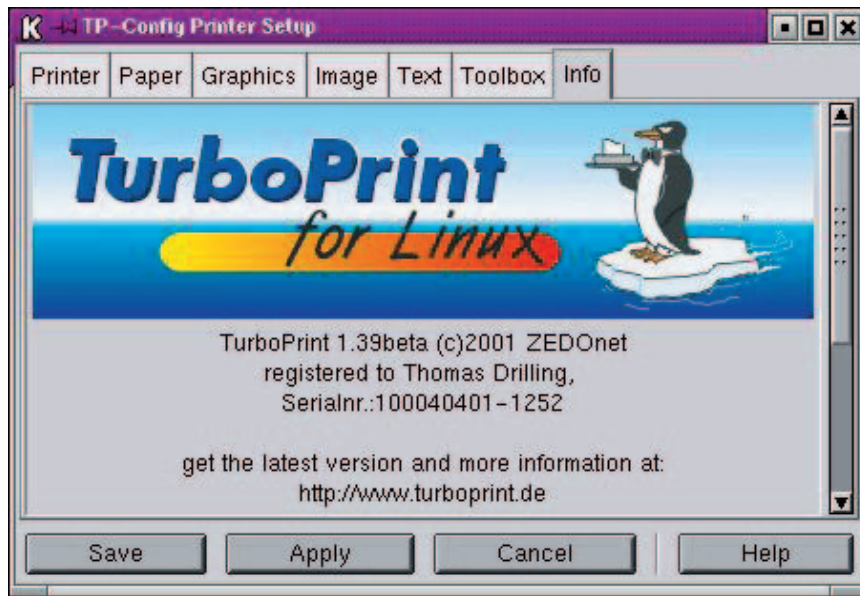 K TP-Config Printer Setup
Printer Paper Graphics Image Text Toolbox Info
TurboPrint
for Linux
TurboPrint 1.39beta (c)2001 ZEDOnet
registered to Thomas Drilling,
Serialnr.:100040401-1252
get the latest version and more information at:
http://www.turboprint.de
Save Apply Cancel Help